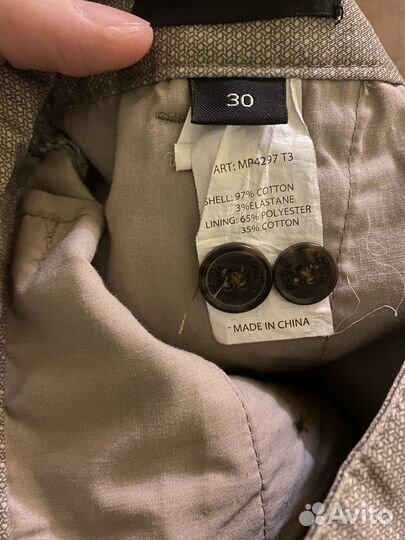 30
ART: MP4297 T3
SHELL: 97% COTTON
3%ELASTANE
LINING: 65% POLYESTER
35% COTTON
- MADE IN CHINA
Avito